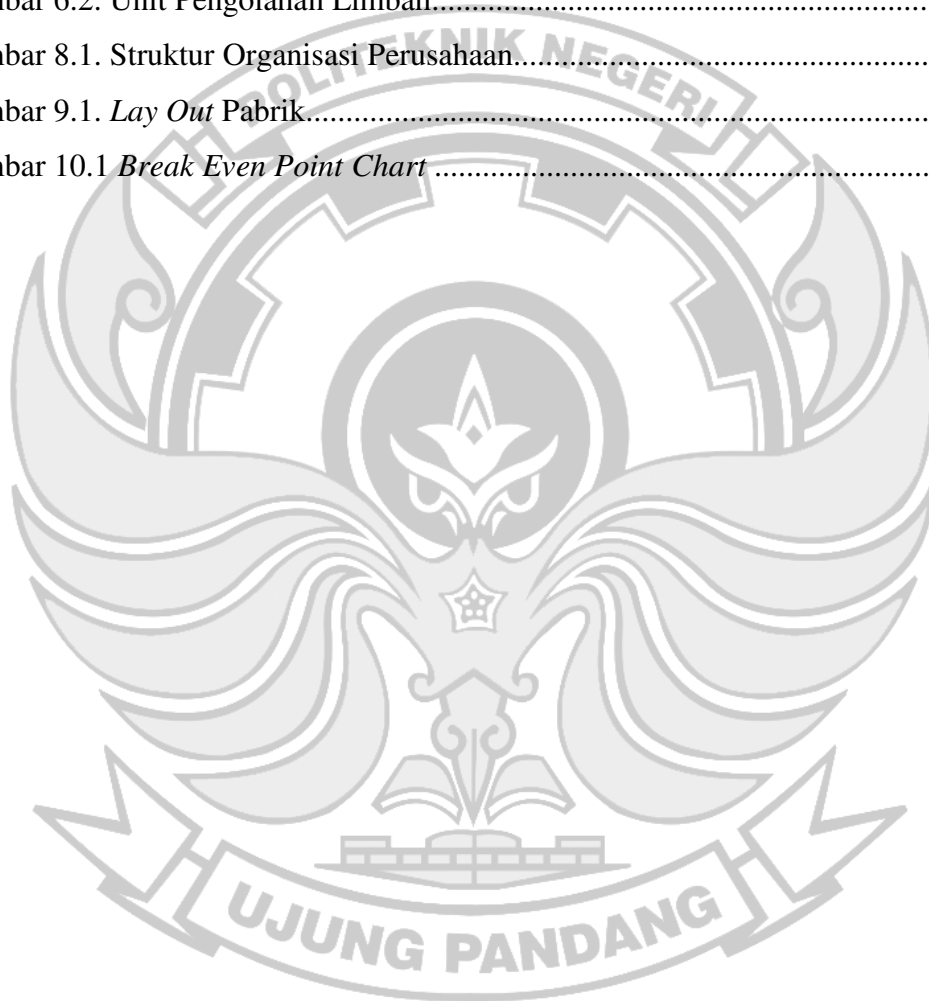 6.2. Unit Pengolahan Limbah..........................................................
nbar 8.1. Struktur Organisasi Perusahaan..................................................
nbar 9.1. Lay Out Pabrik...........................................................................
nbar 10.1 Break Even Point Chart ............................................................
POLITEKNIK NEGERI
UJUNG PANDANG